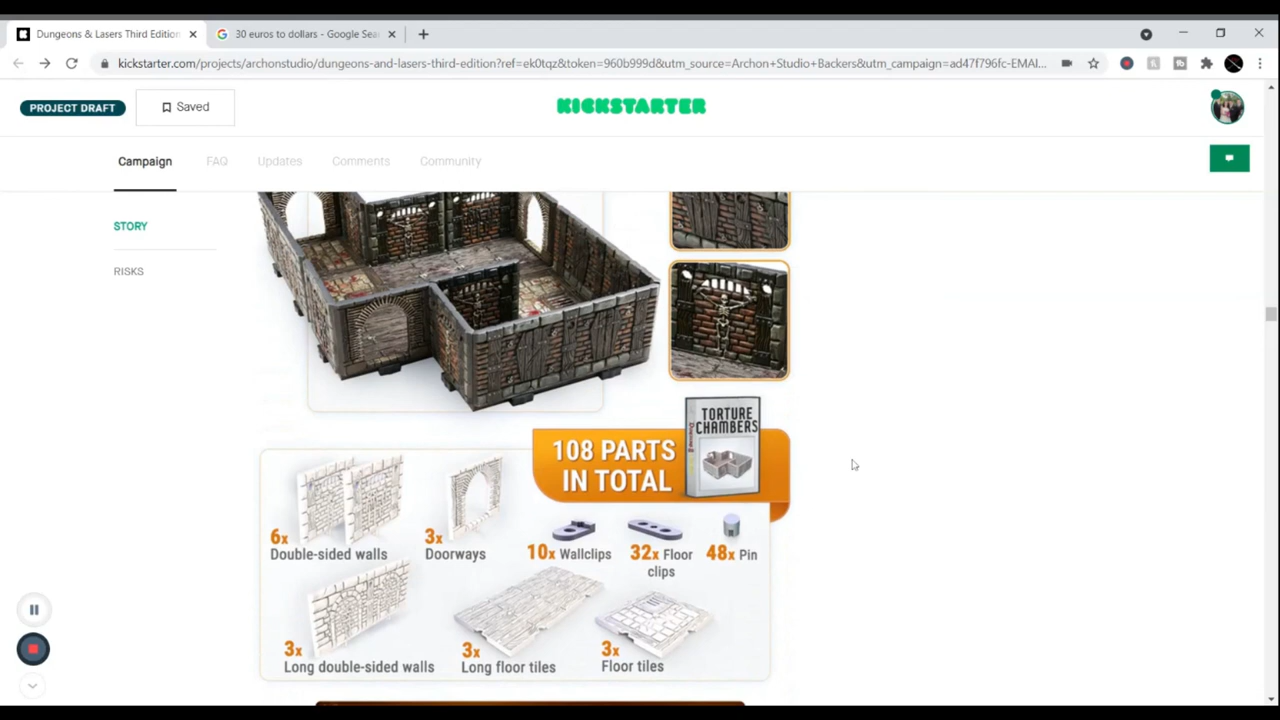 Dungeons & Lasers Third Edition
30 euros to dollars - Google Sea
kickstarter.com/projects/archonstudio/dungeons-and-lasers-third-edition?ref=ek0tqz&token=960b999d&utm_source=Archon+Studio+Backers&utm_campaign=ad47f796fc-EMAI...
PROJECT DRAFT
Saved
KICKSTARTER
Campaign
FAQ
Updates
Comments
Community
STORY
RISKS
108 PARTS
IN TOTAL
TORTURE
CHAMBERS
6x
Double-sided walls
3x
Doorways
10x Wallclips
32x Floor
clips
48x Pin
3x
Long double-sided walls
3x
Long floor tiles
3x
Floor tiles